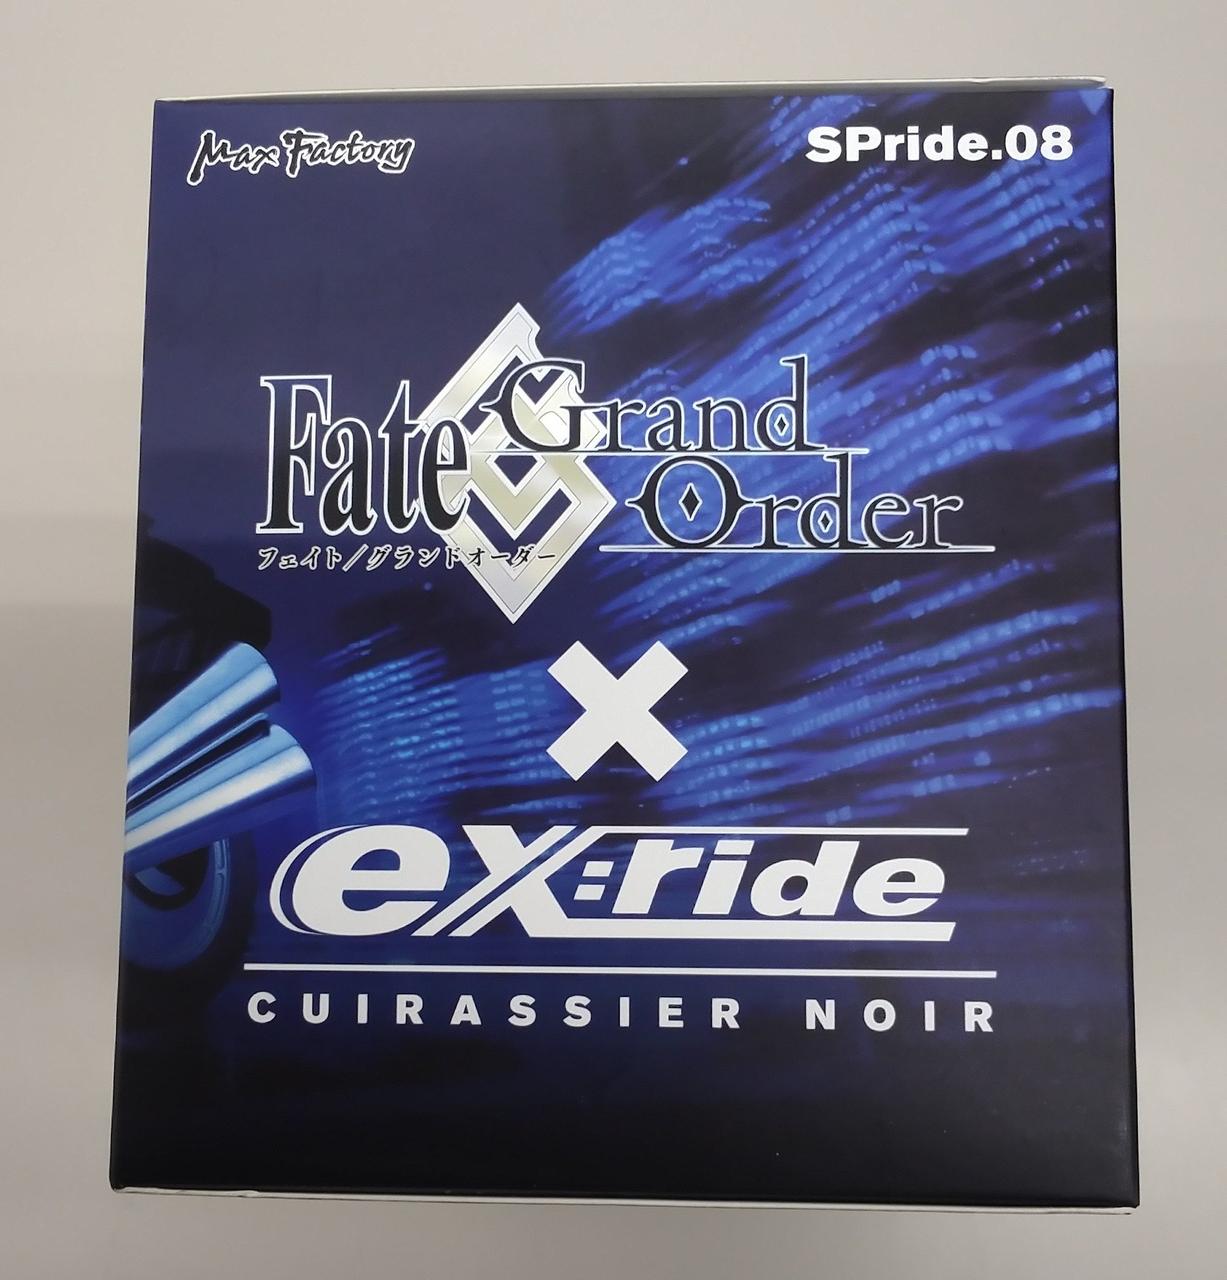 Max Factory
SPride.08
Fate
Grand
Order
フェイト/グランドオーダー
×
ex:ride
CUIRASSIER NOIR